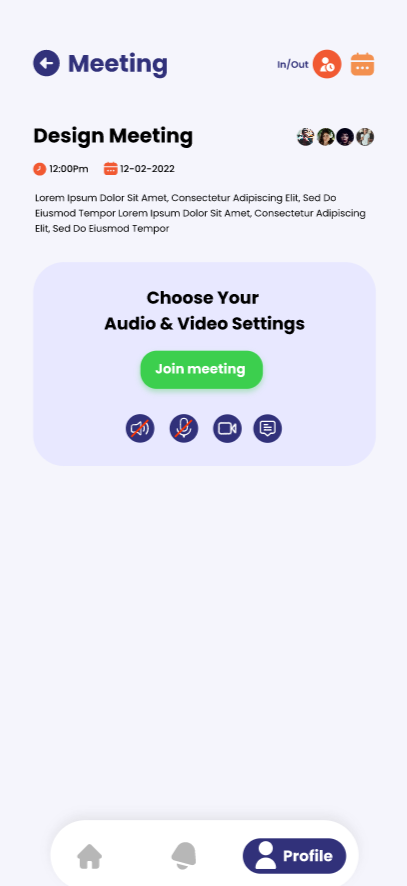 Meeting
In/Out
Design Meeting
12:00Pm
12-02-2022
Lorem Ipsum Dolor Sit Amet, Consectetur Adipiscing Elit, Sed Do
Eiusmod Tempor Lorem Ipsum Dolor Sit Amet, Consectetur Adipiscing
Elit, Sed Do Eiusmod Tempor
Choose Your
Audio & Video Settings
Join meeting
Profile